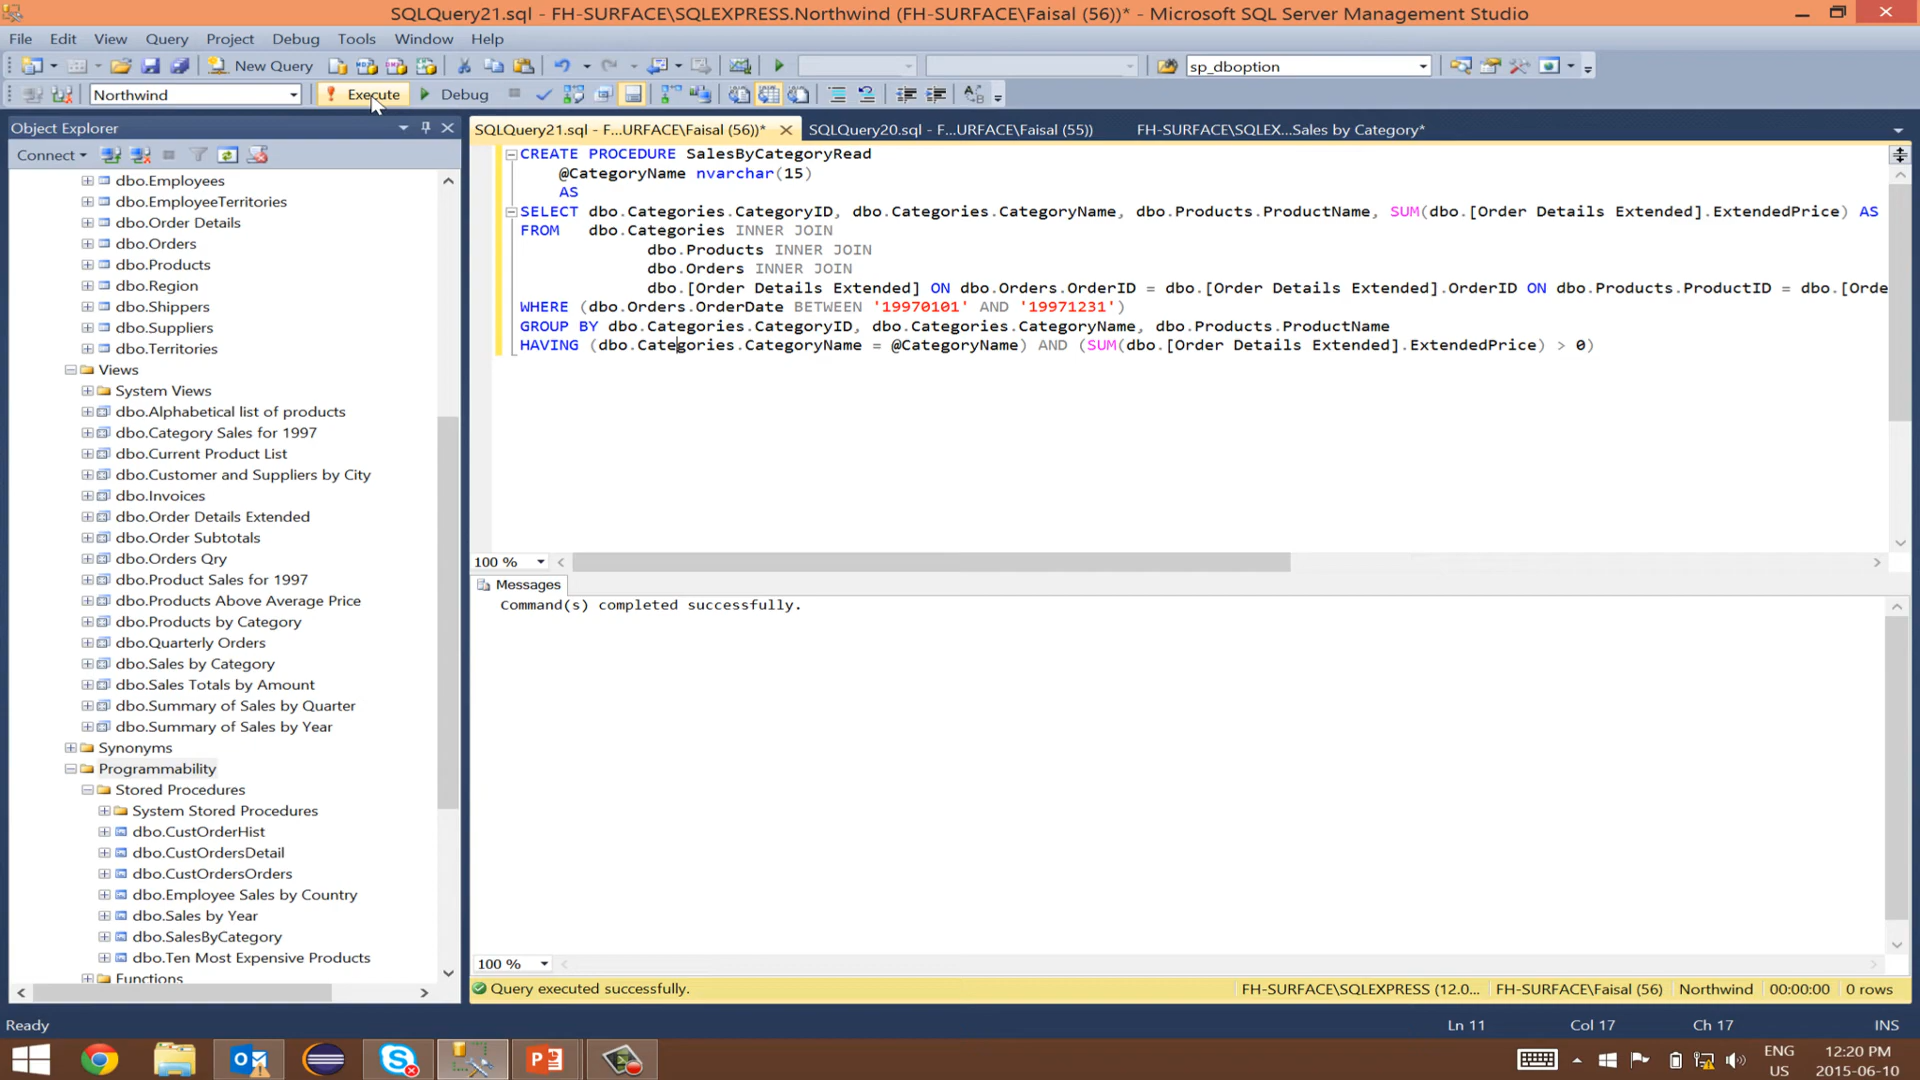 SQLQuery21.sql - FH-SURFACE\SQLEXPRESS.Northwind (FH-SURFACE\Faisal (56))* - Microsoft SQL Server Management Studio
File Edit View Query Project Debug Tools Window Help
New Query sp_dboption
Northwind Execute Debug
Object Explorer
Connect
dbo.Employees
dbo.EmployeeTerritories
dbo.Order Details
dbo.Orders
dbo.Products
dbo.Region
dbo.Shippers
dbo.Suppliers
dbo.Territories
Views
System Views
dbo.Alphabetical list of products
dbo.Category Sales for 1997
dbo.Current Product List
dbo.Customer and Suppliers by City
dbo.Invoices
dbo.Order Details Extended
dbo.Order Subtotals
dbo.Orders Qry
dbo.Product Sales for 1997
dbo.Products Above Average Price
dbo.Products by Category
dbo.Quarterly Orders
dbo.Sales by Category
dbo.Sales Totals by Amount
dbo.Summary of Sales by Quarter
dbo.Summary of Sales by Year
Synonyms
Programmability
Stored Procedures
System Stored Procedures
dbo.CustOrderHist
dbo.CustOrdersDetail
dbo.CustOrdersOrders
dbo.Employee Sales by Country
dbo.Sales by Year
dbo.SalesByCategory
dbo.Ten Most Expensive Products
Functions
SQLQuery21.sql - F...URFACE\Faisal (56))* SQLQuery20.sql - F...URFACE\Faisal (55)) FH-SURFACE\SQLEX...Sales by Category*
CREATE PROCEDURE SalesByCategoryRead
@CategoryName nvarchar(15)
AS
SELECT dbo.Categories.CategoryID, dbo.Categories.CategoryName, dbo.Products.ProductName, SUM(dbo.[Order Details Extended].ExtendedPrice) AS
FROM dbo.Categories INNER JOIN
dbo.Products INNER JOIN
dbo.Orders INNER JOIN
dbo.[Order Details Extended] ON dbo.Orders.OrderID = dbo.[Order Details Extended].OrderID ON dbo.Products.ProductID = dbo.[Orde
WHERE (dbo.Orders.OrderDate BETWEEN '19970101' AND '19971231')
GROUP BY dbo.Categories.CategoryID, dbo.Categories.CategoryName, dbo.Products.ProductName
HAVING (dbo.Categories.CategoryName = @CategoryName) AND (SUM(dbo.[Order Details Extended].ExtendedPrice) > 0)
100 %
Messages
Command(s) completed successfully.
100 %
Query executed successfully. FH-SURFACE\SQLEXPRESS (12.0... FH-SURFACE\Faisal (56) Northwind 00:00:00 0 rows
Ready Ln 11 Col 17 Ch 17 INS
ENG 12:20 PM
US 2015-06-10